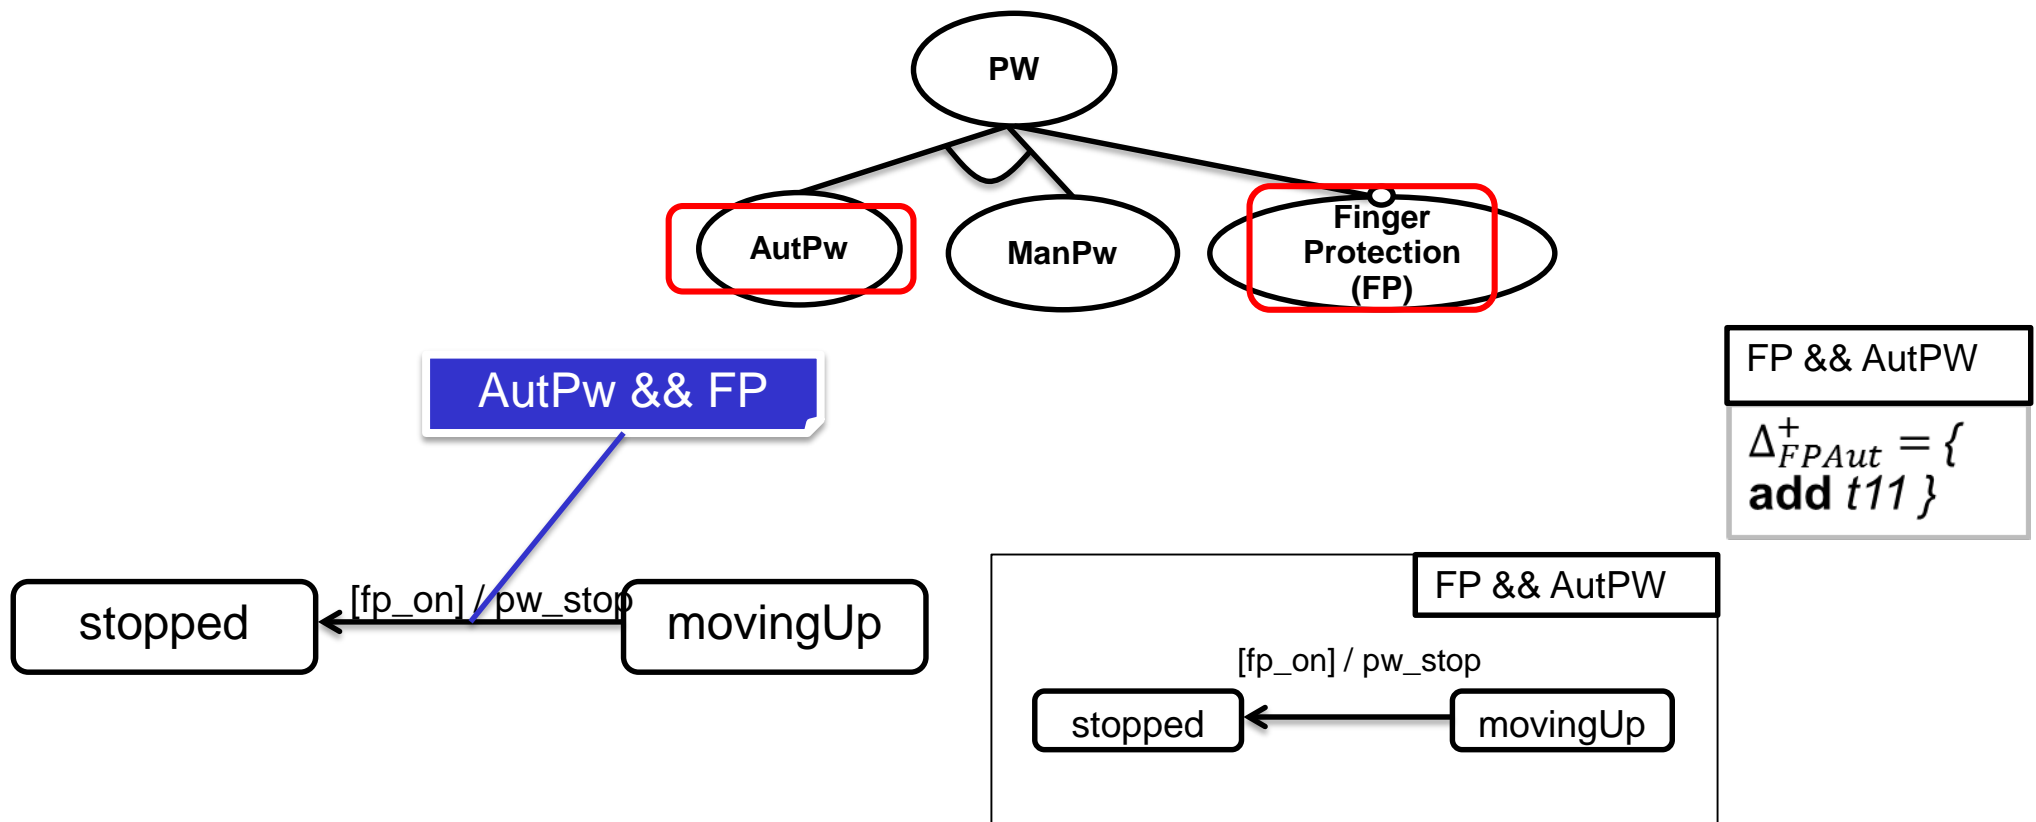 PW
AutPw
ManPw
Finger
Protection
(FP)
AutPw && FP
FP && AutPW
Δ⁺_FPAut = {
add t11 }
stopped
[fp_on] / pw_stop
movingUp
FP && AutPW
[fp_on] / pw_stop
stopped
movingUp